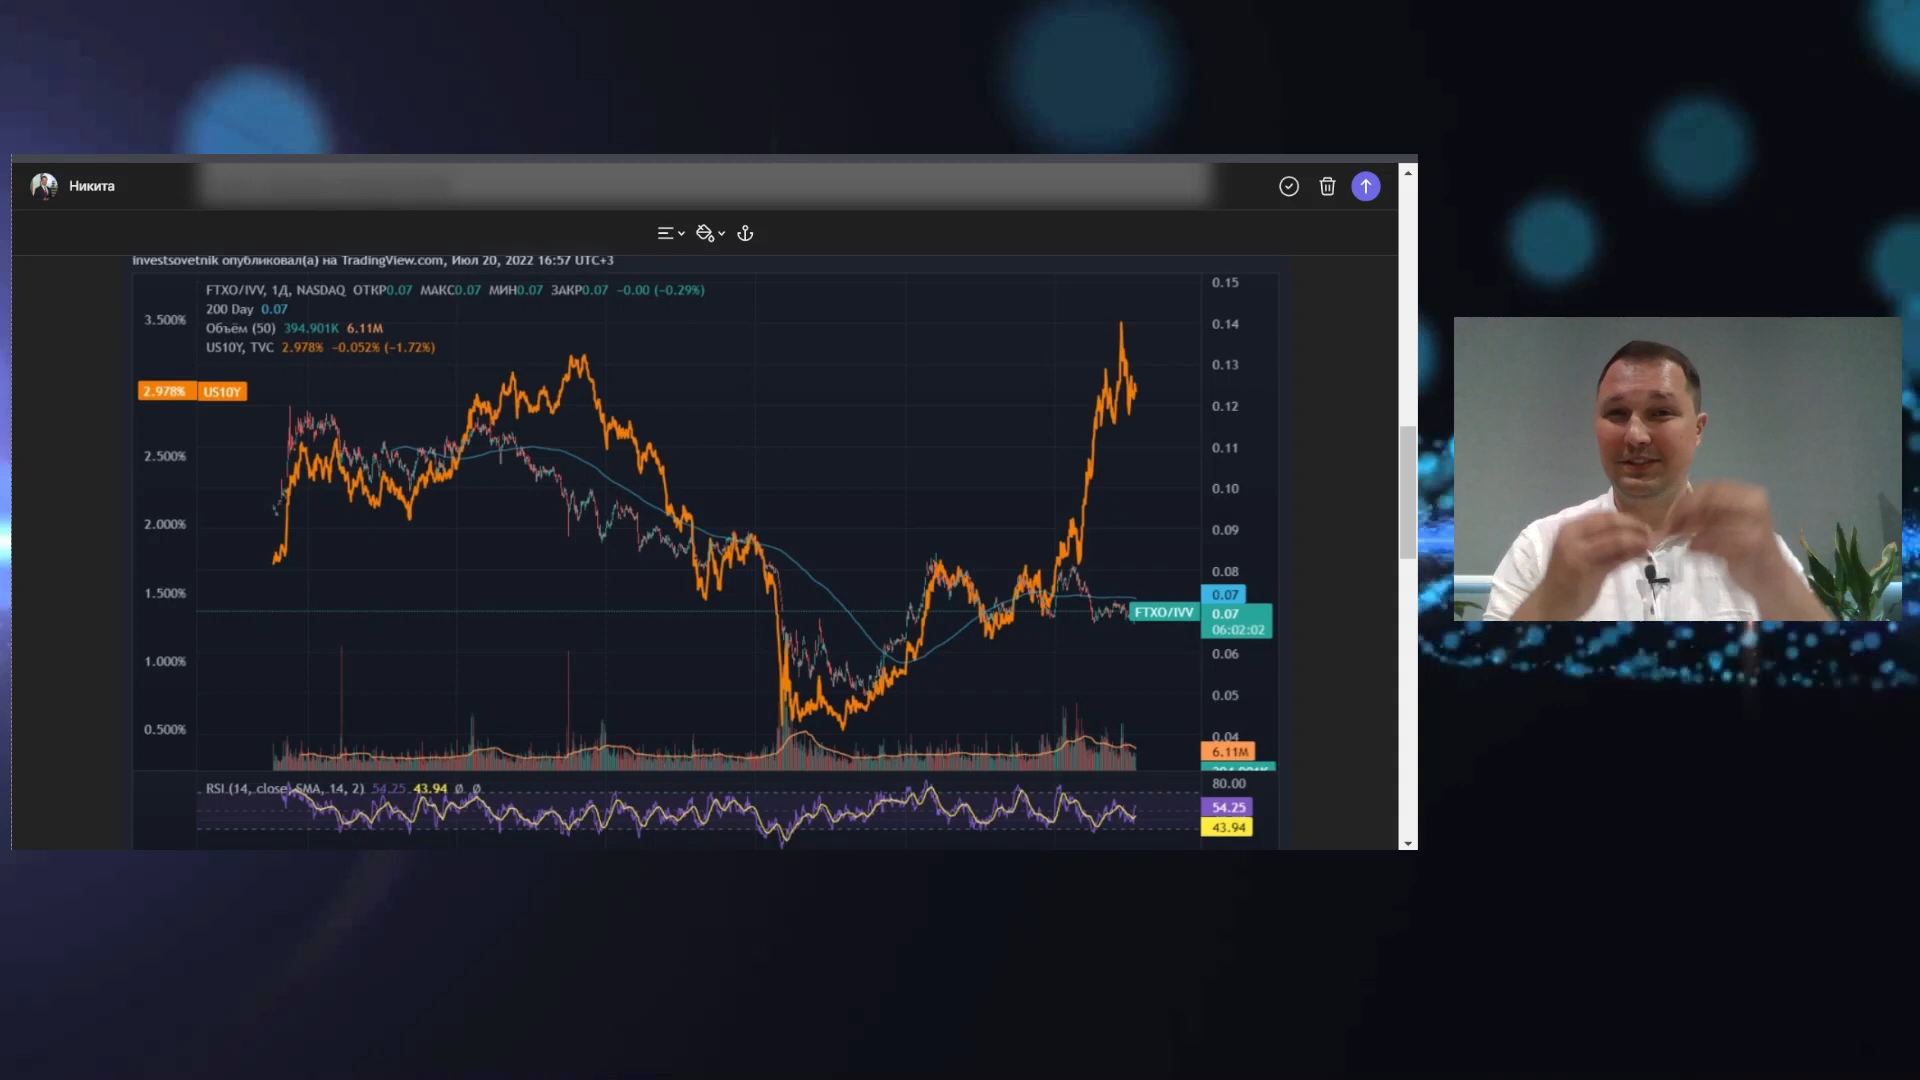 Никита
investsovetnik опубликовал(а) на TradingView.com, Июл 20, 2022 16:57 UTC+3
FTXO/IVV, 1Д, NASDAQ ОТКР0.07 МАКС0.07 МИН0.07 ЗАКР0.07 −0.00 (−0.29%)
200 Day 0.07
Объём (50) 394.901K 6.11M
US10Y, TVC 2.978% −0.052% (−1.72%)
3.500%
2.978% US10Y
2.500%
2.000%
1.500%
1.000%
0.500%
0.15
0.14
0.13
0.12
0.11
0.10
0.09
0.08
0.07
FTXO/IVV 0.07
06:02:02
0.06
0.05
0.04
6.11M
394.901K
RSI (14, close, SMA, 14, 2) 54.25 43.94 Ø Ø
80.00
54.25
43.94